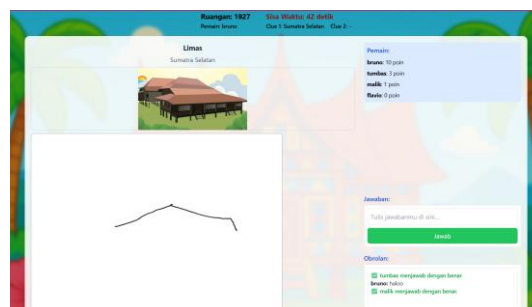 Ruangan: 1927
Sisa Waktu: 42 detik
Pemain: bruno
Clue 1: Sumatra Selatan Clue 2: -
Limas
Sumatra Selatan
Pemain:
bruno: 10 poin
tumbas: 3 poin
malik: 1 poin
flavio: 0 poin
Jawaban:
Tulis jawabanmu di sini...
Jawab
Obrolan:
tumbas menjawab dengan benar.
bruno: haloo
malik menjawab dengan benar.